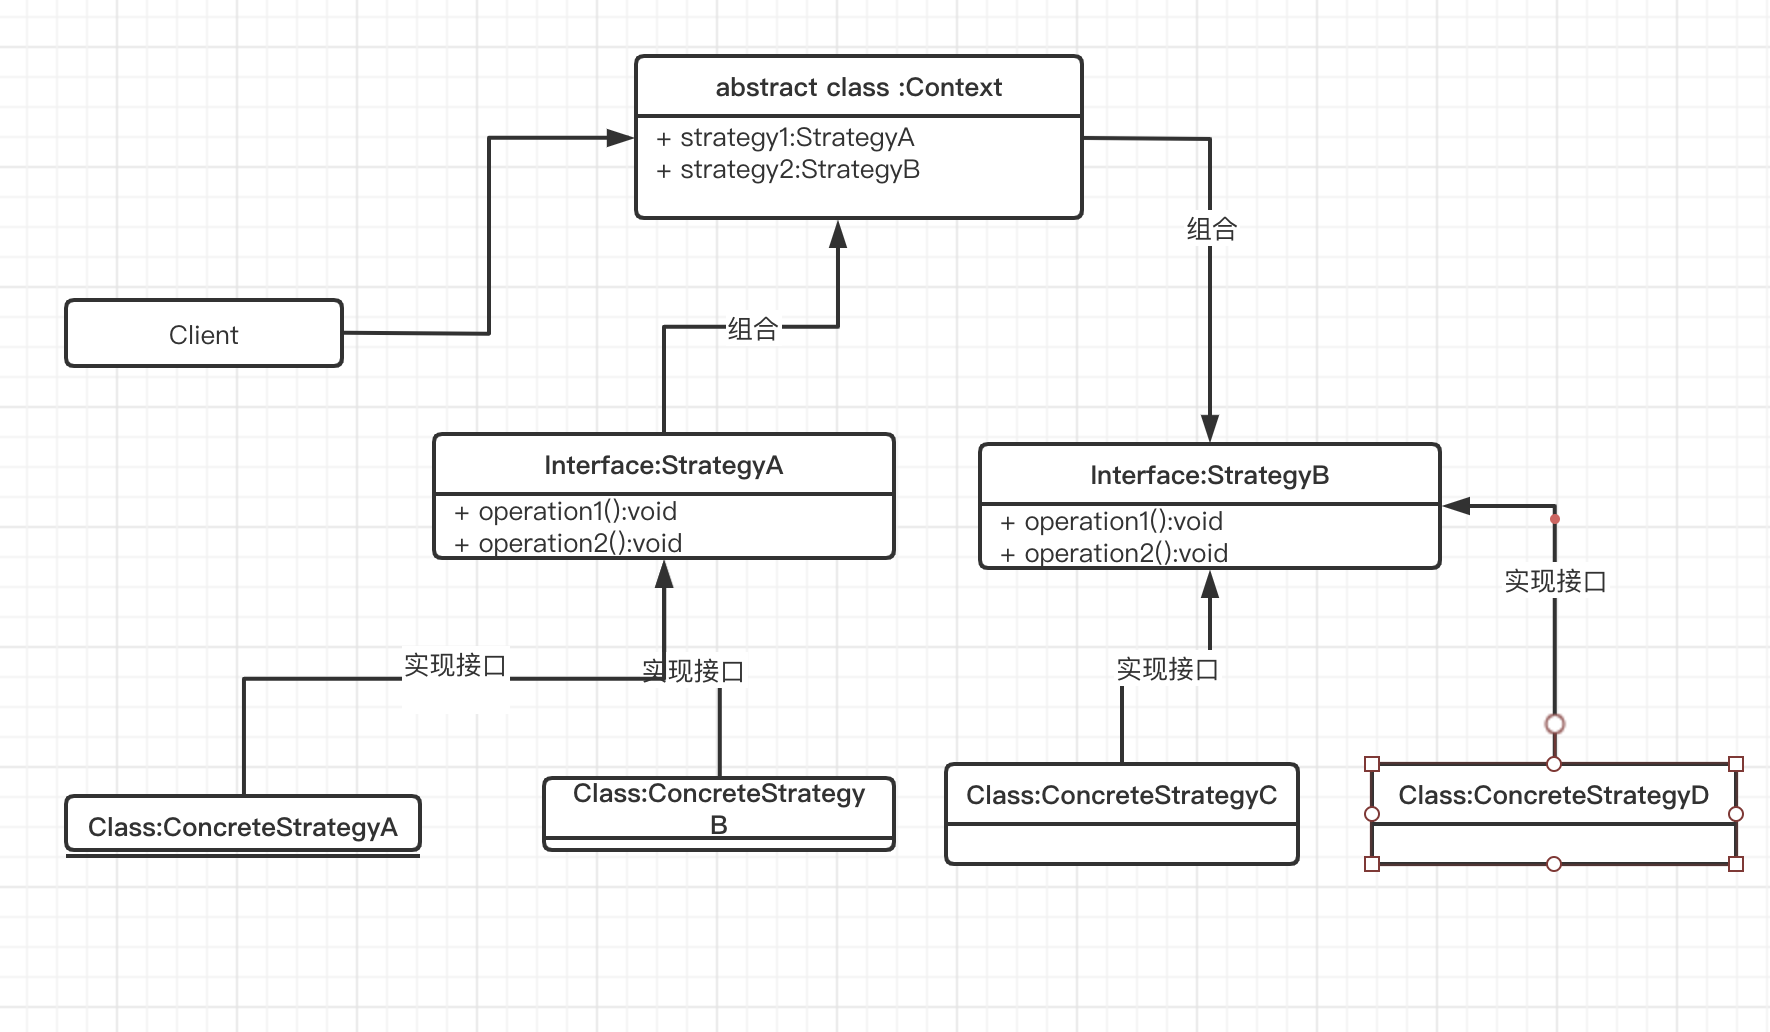 abstract class :Context
+ strategy1:StrategyA
+ strategy2:StrategyB
组合
Client
组合
Interface:StrategyA
+ operation1():void
+ operation2():void
Interface:StrategyB
+ operation1():void
+ operation2():void
实现接口
实现接口
实现接口
实现接口
Class:ConcreteStrategyA
Class:ConcreteStrategy
B
Class:ConcreteStrategyC
Class:ConcreteStrategyD